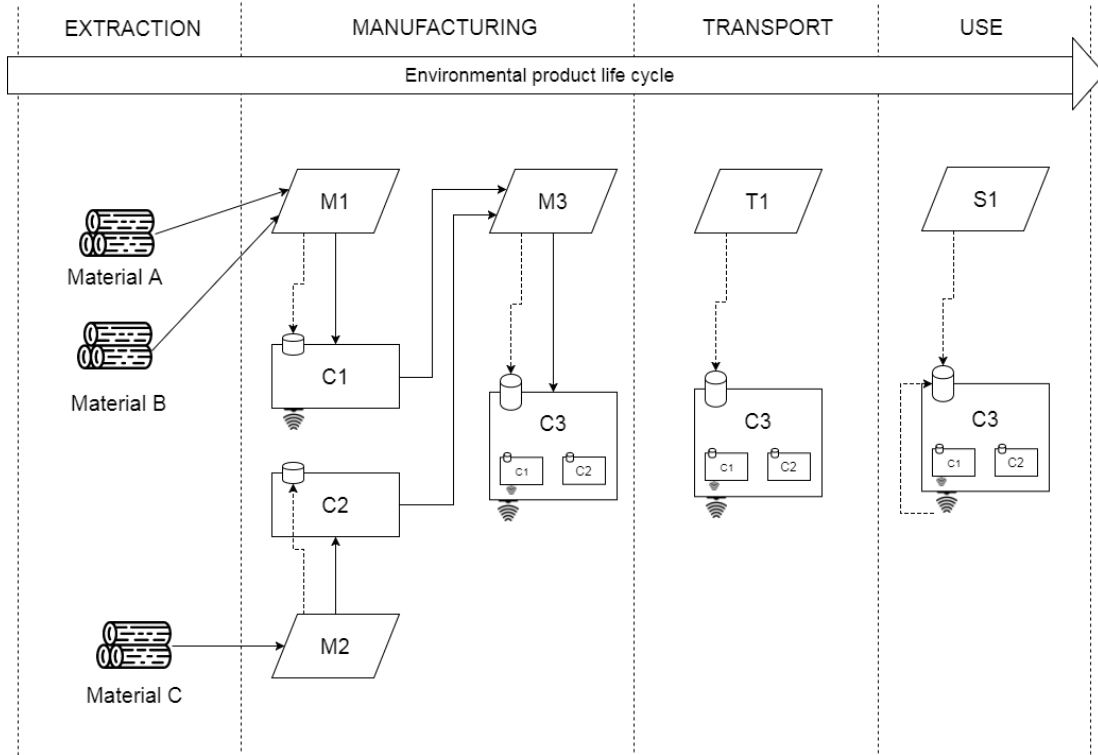 EXTRACTION
MANUFACTURING
TRANSPORT
USE
Environmental product life cycle
M1
M3
T1
S1
Material A
Material B
C1
C3
C1
C2
C3
C1
C2
C3
C1
C2
C2
M2
Material C